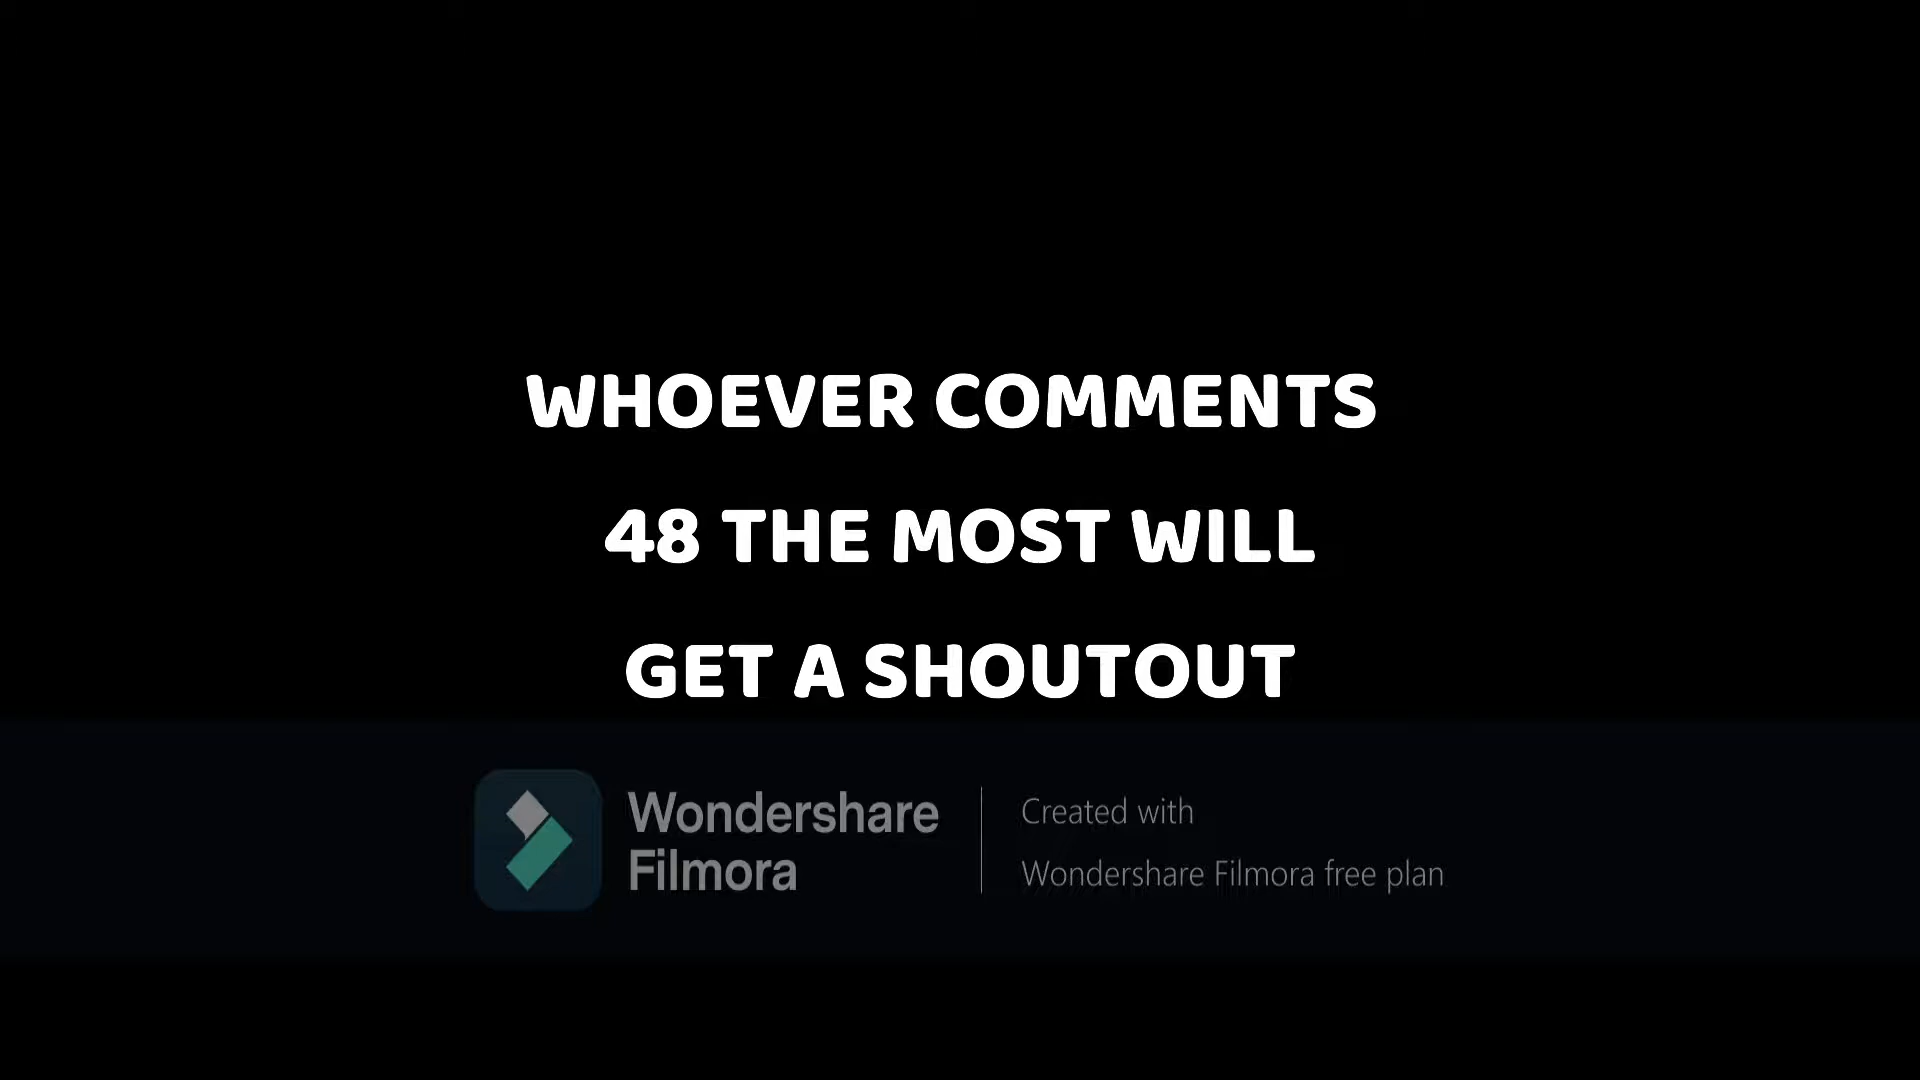 WHOEVER COMMENTS
48 THE MOST WILL
GET A SHOUTOUT
Wondershare
Filmora
Created with
Wondershare Filmora free plan